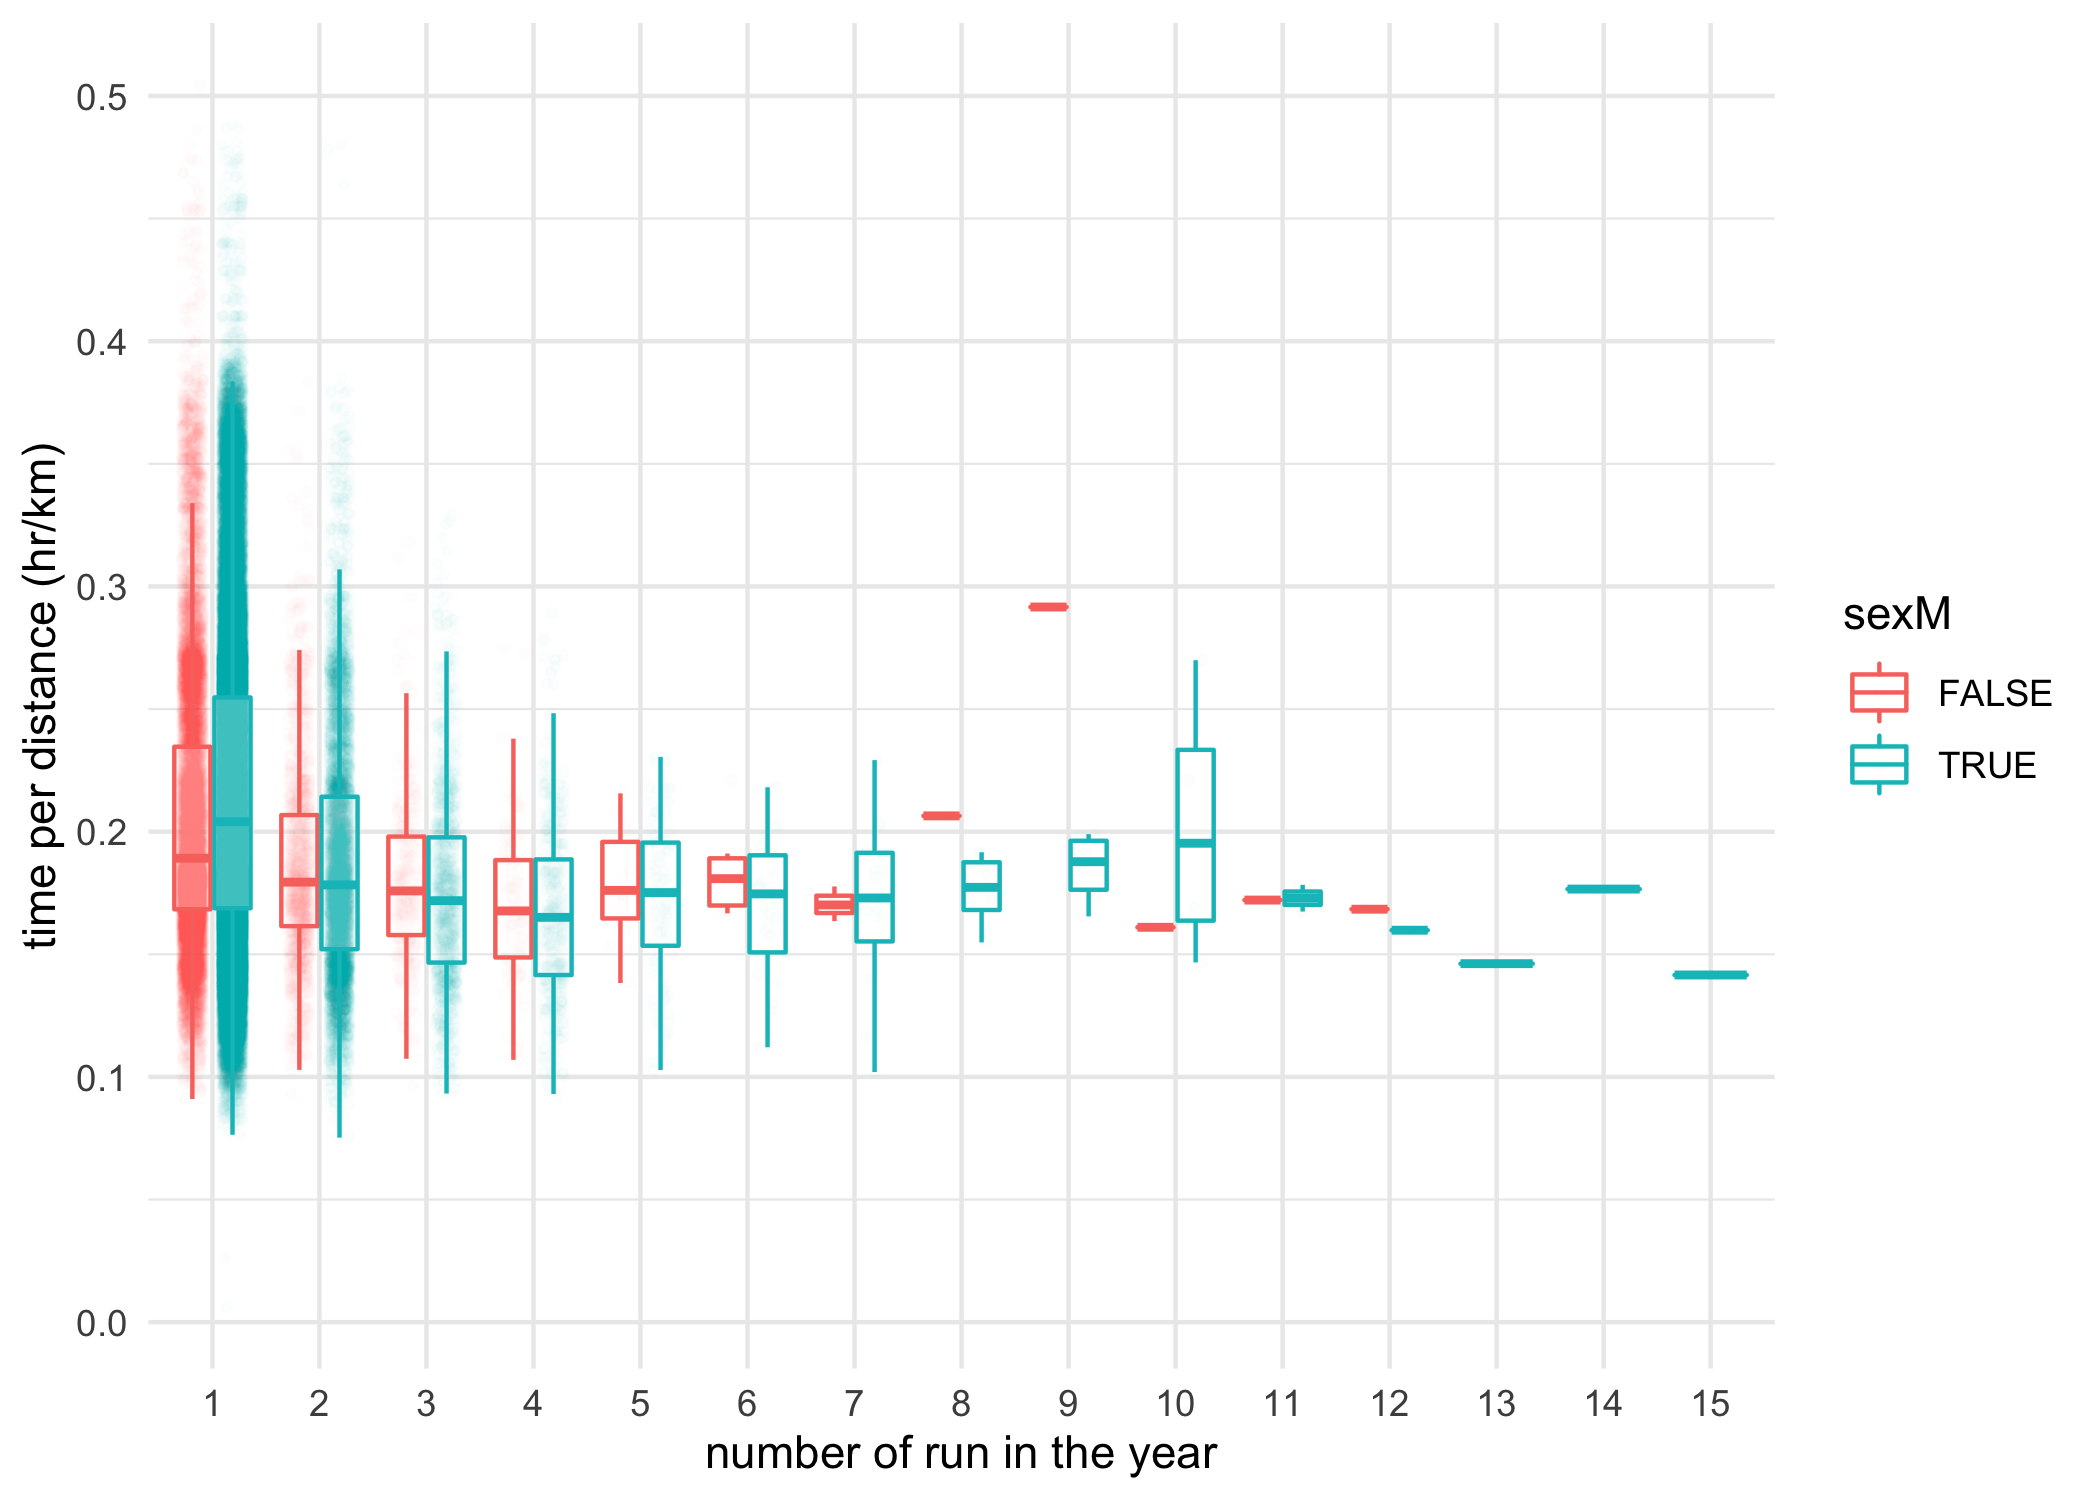 time per distance (hr/km)
0.5
0.4
0.3
0.2
0.1
0.0
1 2 3 4 5 6 7 8 9 10 11 12 13 14 15
number of run in the year
sexM
FALSE
TRUE